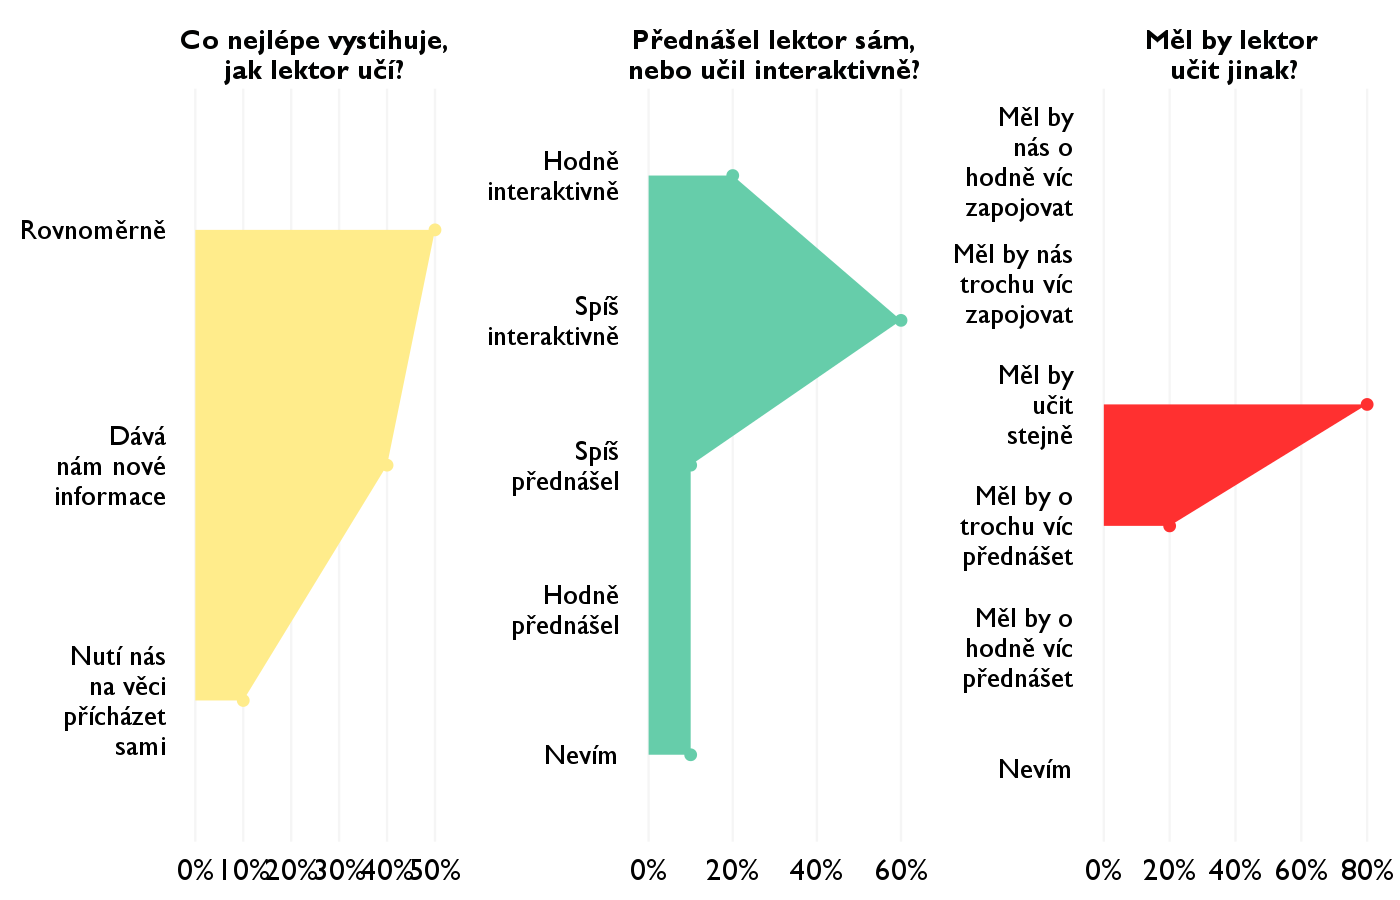 Co nejlépe vystihuje,
jak lektor učí?
Rovnoměrně
Dává
nám nové
informace
Nutí nás
na věci
přícházet
sami
0% 10% 20% 30% 40% 50%
Přednášel lektor sám,
nebo učil interaktivně?
Hodně
interaktivně
Spíš
interaktivně
Spíš
přednášel
Hodně
přednášel
Nevím
0% 20% 40% 60%
Měl by lektor
učit jinak?
Měl by
nás o
hodně víc
zapojovat
Měl by nás
trochu víc
zapojovat
Měl by
učit
stejně
Měl by o
trochu víc
přednášet
Měl by o
hodně víc
přednášet
Nevím
0% 20% 40% 60% 80%